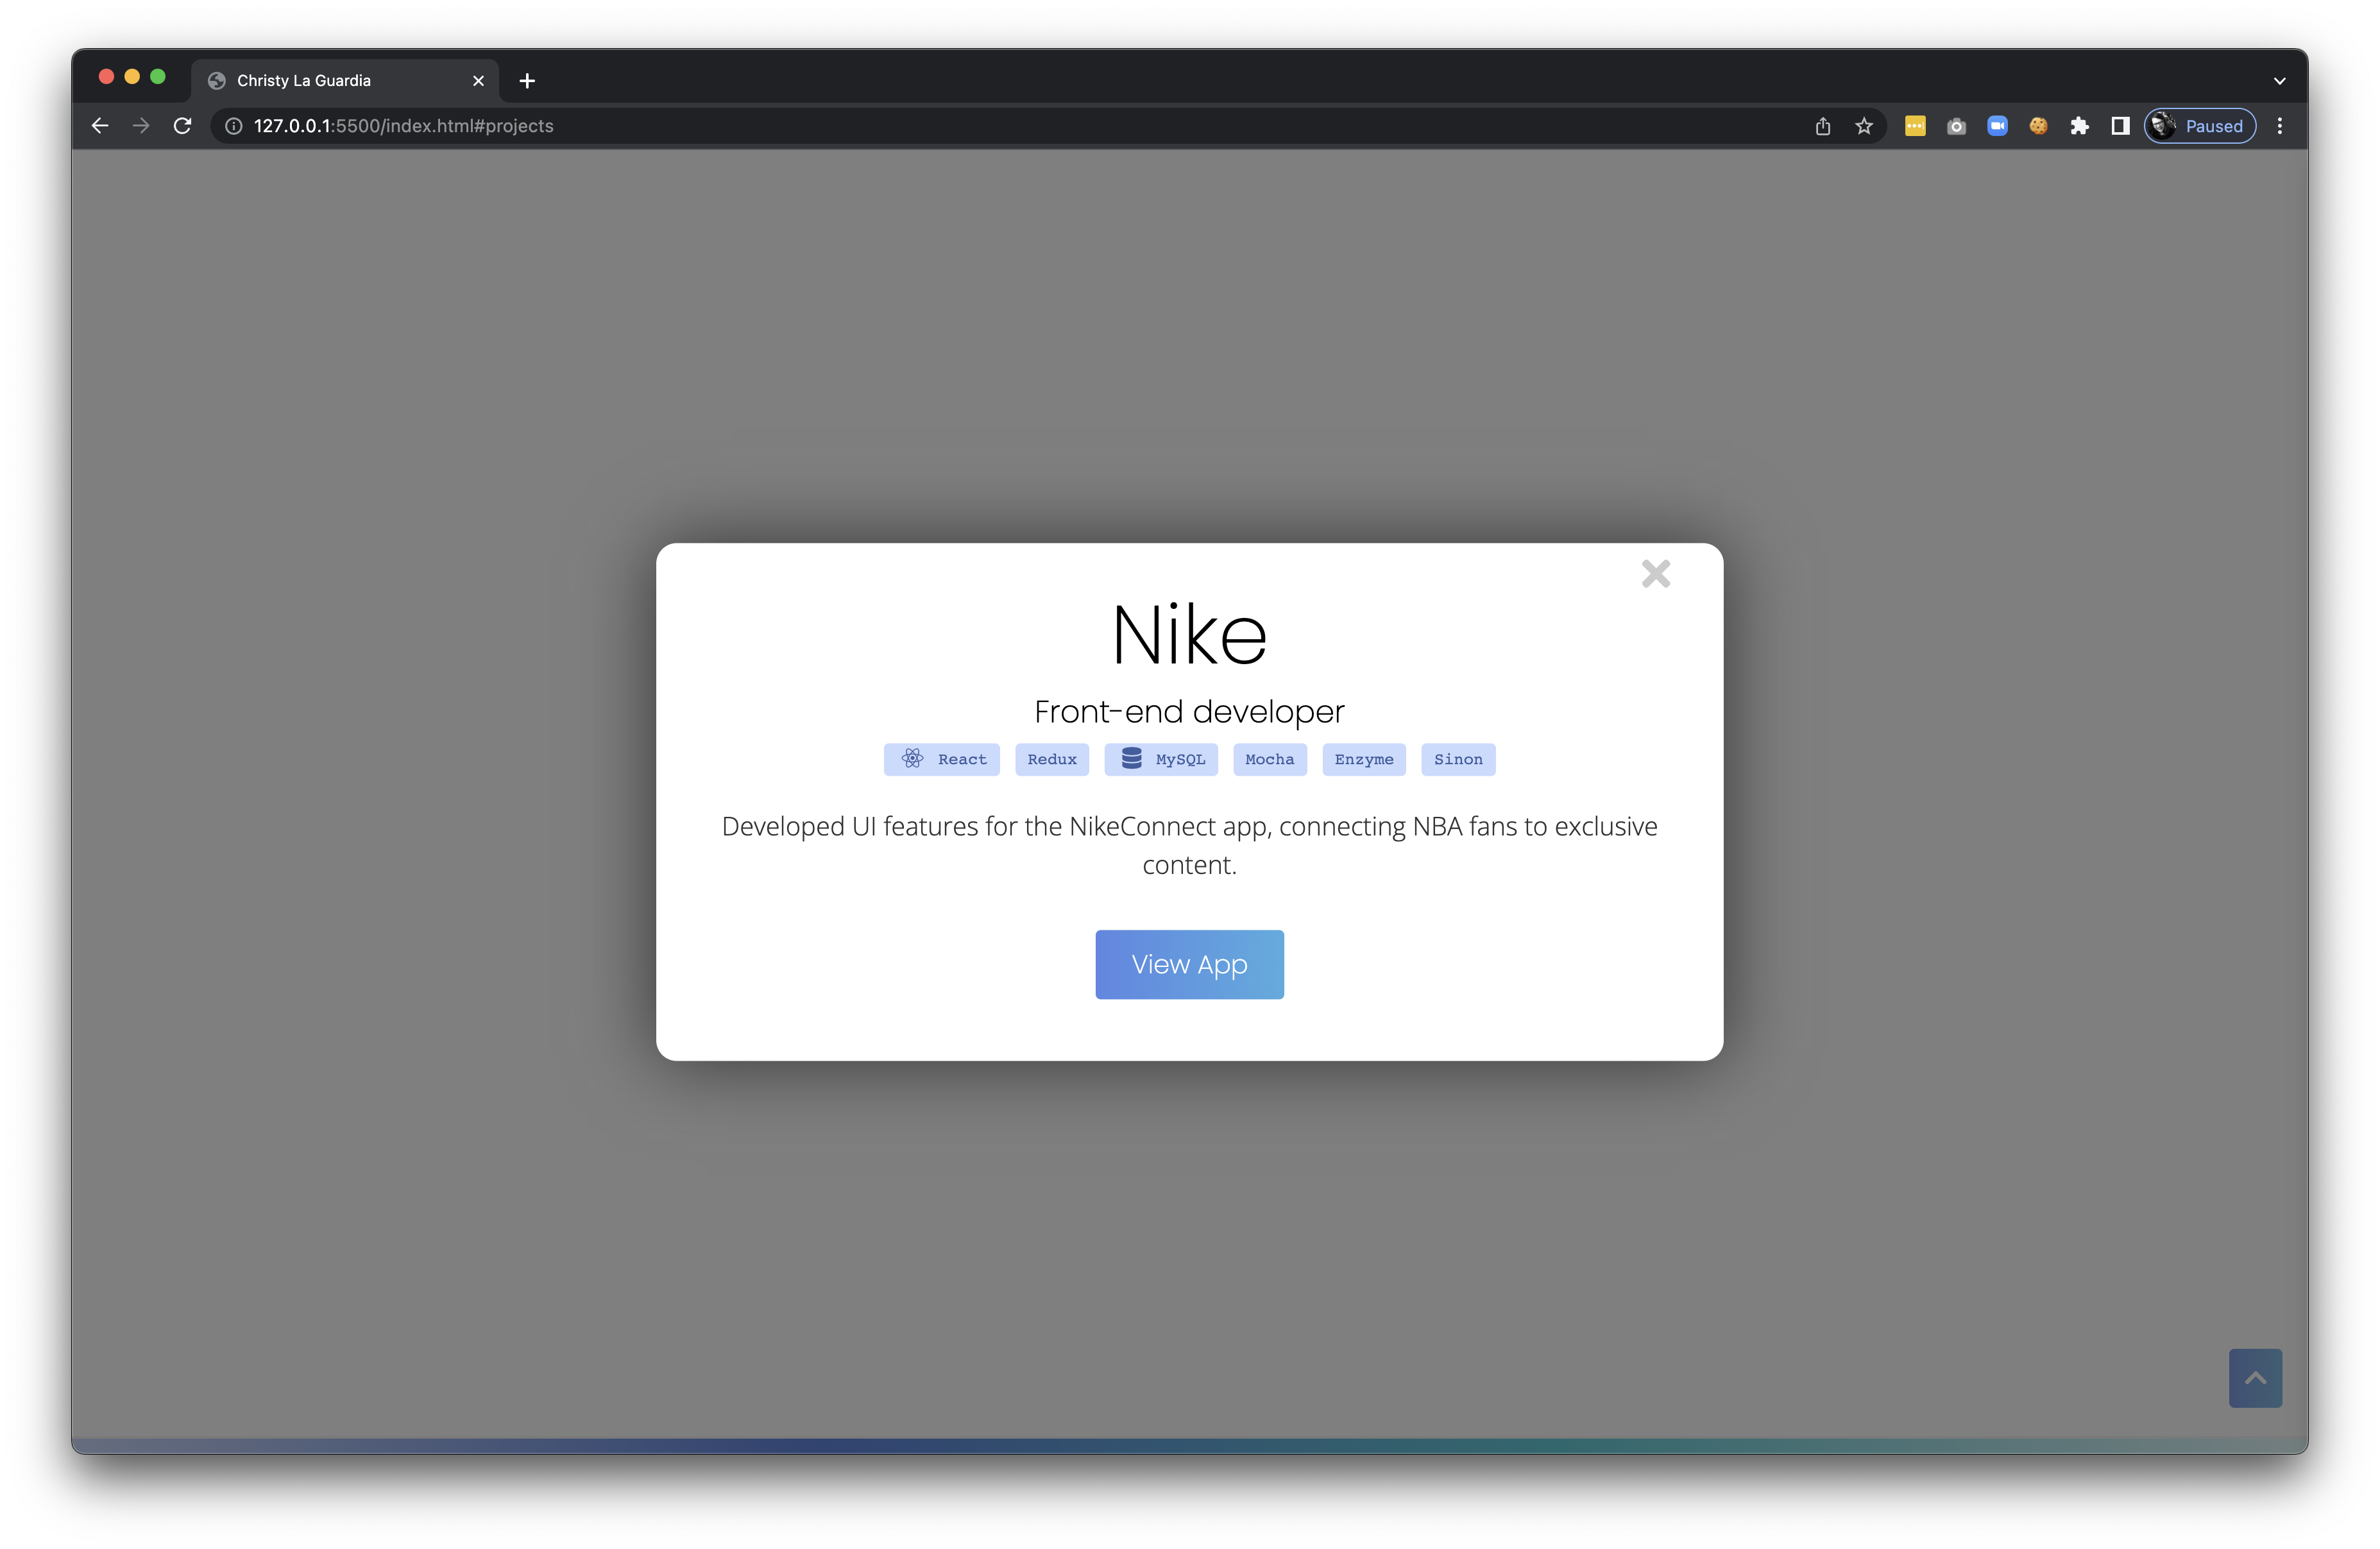 Christy La Guardia
127.0.0.1:5500/index.html#projects
Paused
Nike
Front-end developer
React Redux MySQL Mocha Enzyme Sinon
Developed UI features for the NikeConnect app, connecting NBA fans to exclusive
content.
View App